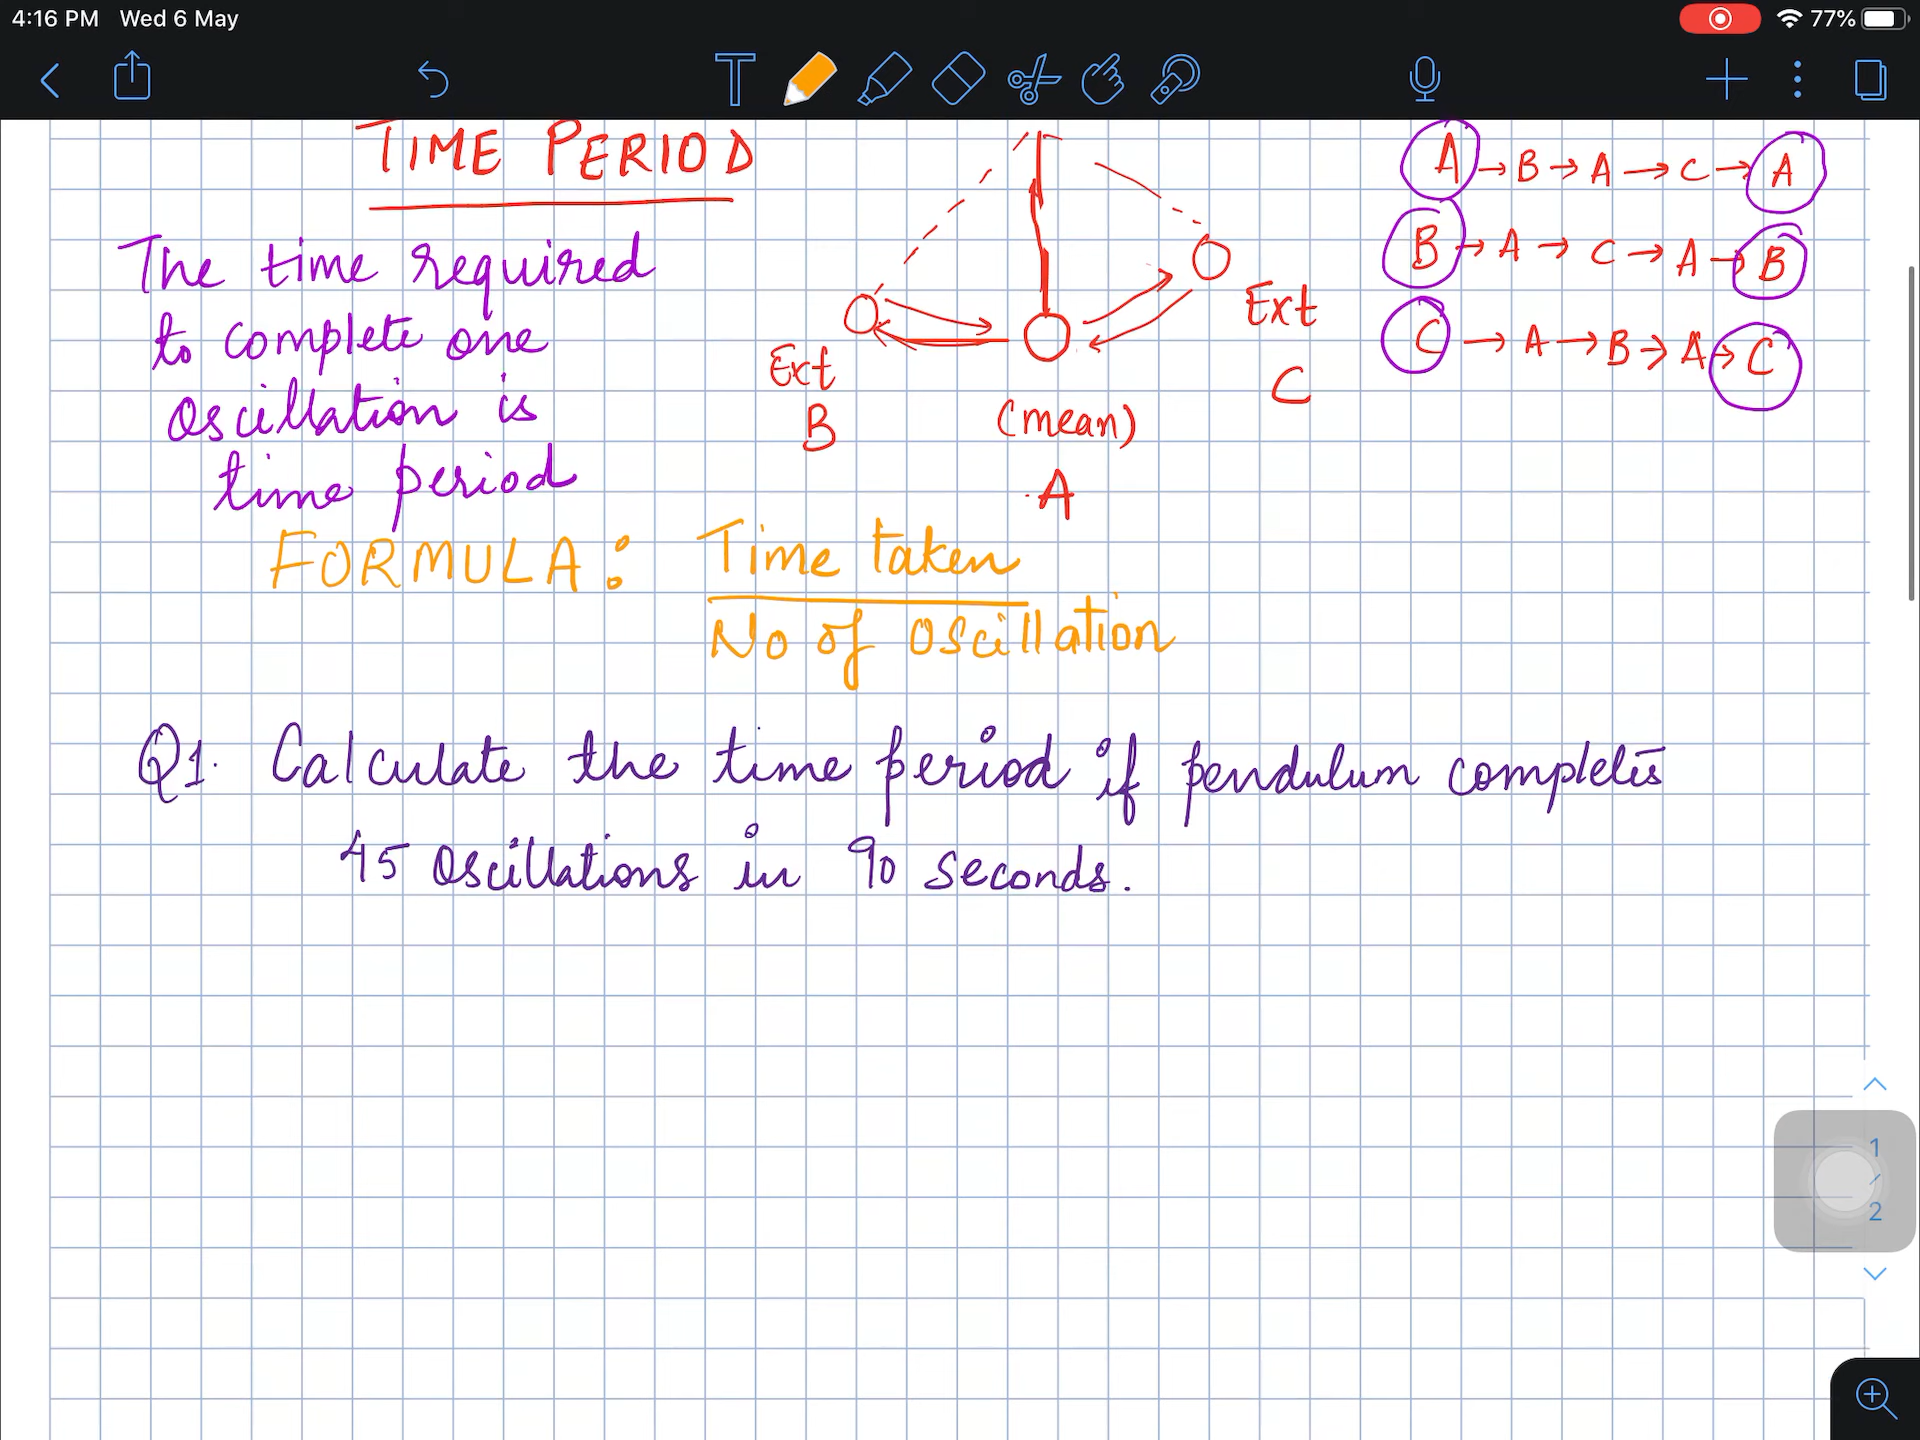 4:16 PM Wed 6 May
77%
TIME PERIOD
The time required
to complete one
oscillation is
time period
Ext
B
(mean)
A
Ext
C
A → B → A → C → A
B → A → C → A → B
C → A → B → A → C
FORMULA : Time taken
No of oscillation
Q1. Calculate the time period if pendulum completes
45 oscillations in 90 seconds.
1
/
2